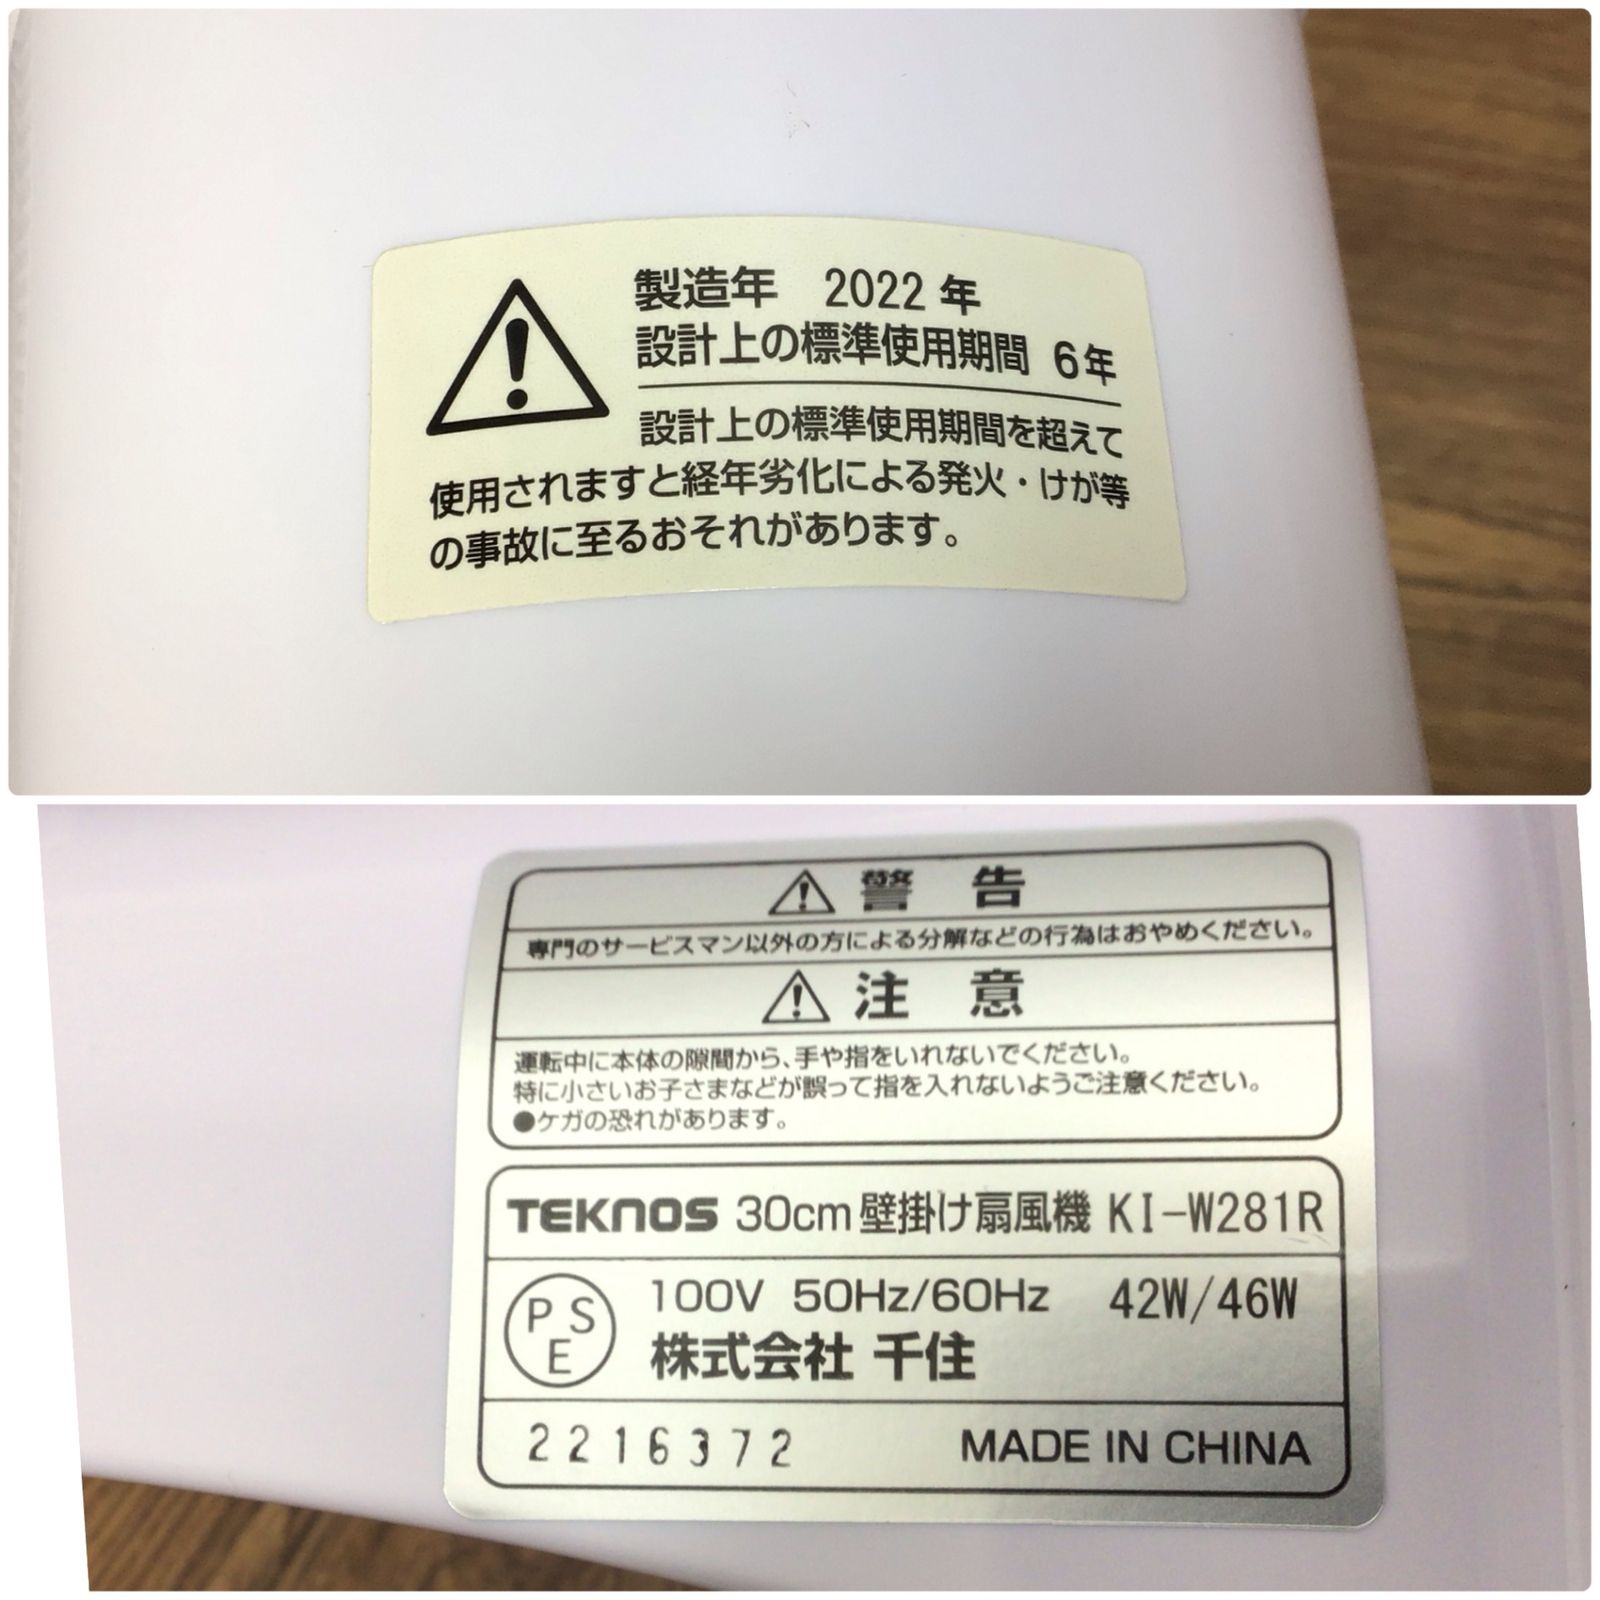 製造年 2022年
設計上の標準使用期間 6年
設計上の標準使用期間を超えて
使用されますと経年劣化による発火・けが等
の事故に至るおそれがあります。
警 告
専門のサービスマン以外の方による分解などの行為はおやめください。
注 意
運転中に本体の隙間から、手や指をいれないでください。
特に小さいお子さまなどが誤って指を入れないようご注意ください。
●ケガの恐れがあります。
TEKNOS 30cm 壁掛け扇風機 KI-W281R
PSE 100V 50Hz/60Hz 42W/46W
株式会社 千住
2216372 MADE IN CHINA